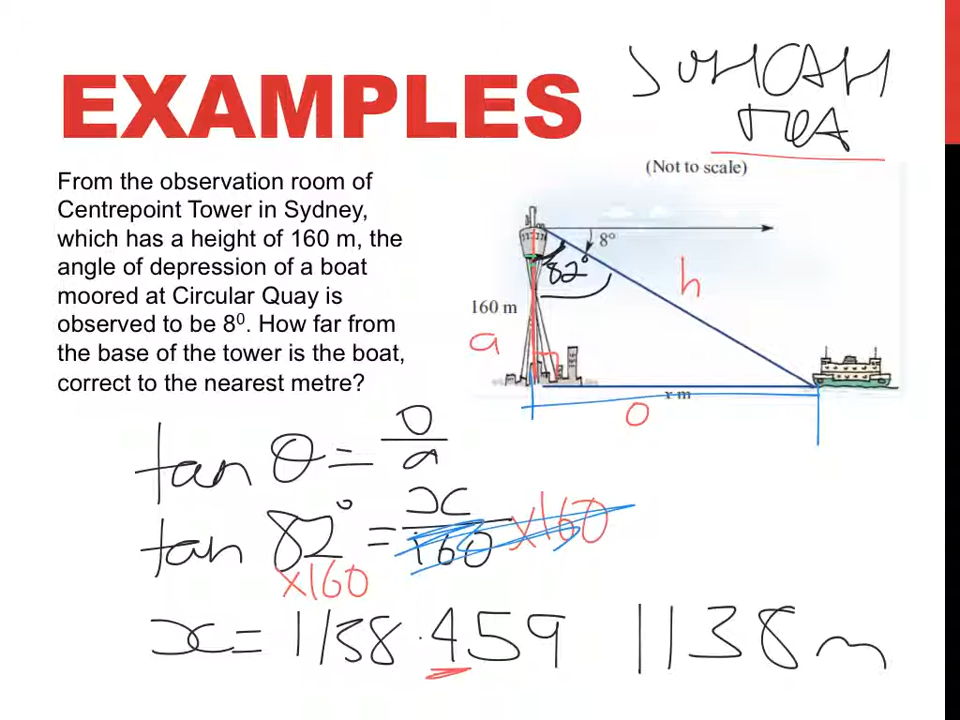 EXAMPLES
SOHCAH
TOA
From the observation room of
Centrepoint Tower in Sydney,
which has a height of 160 m, the
angle of depression of a boat
moored at Circular Quay is
observed to be 8⁰. How far from
the base of the tower is the boat,
correct to the nearest metre?
(Not to scale)
8°
82°
h
160 m
a
x m
o
tan θ = o/a
tan 82° = x/160 ×160
×160
x = 1138.459 1138m